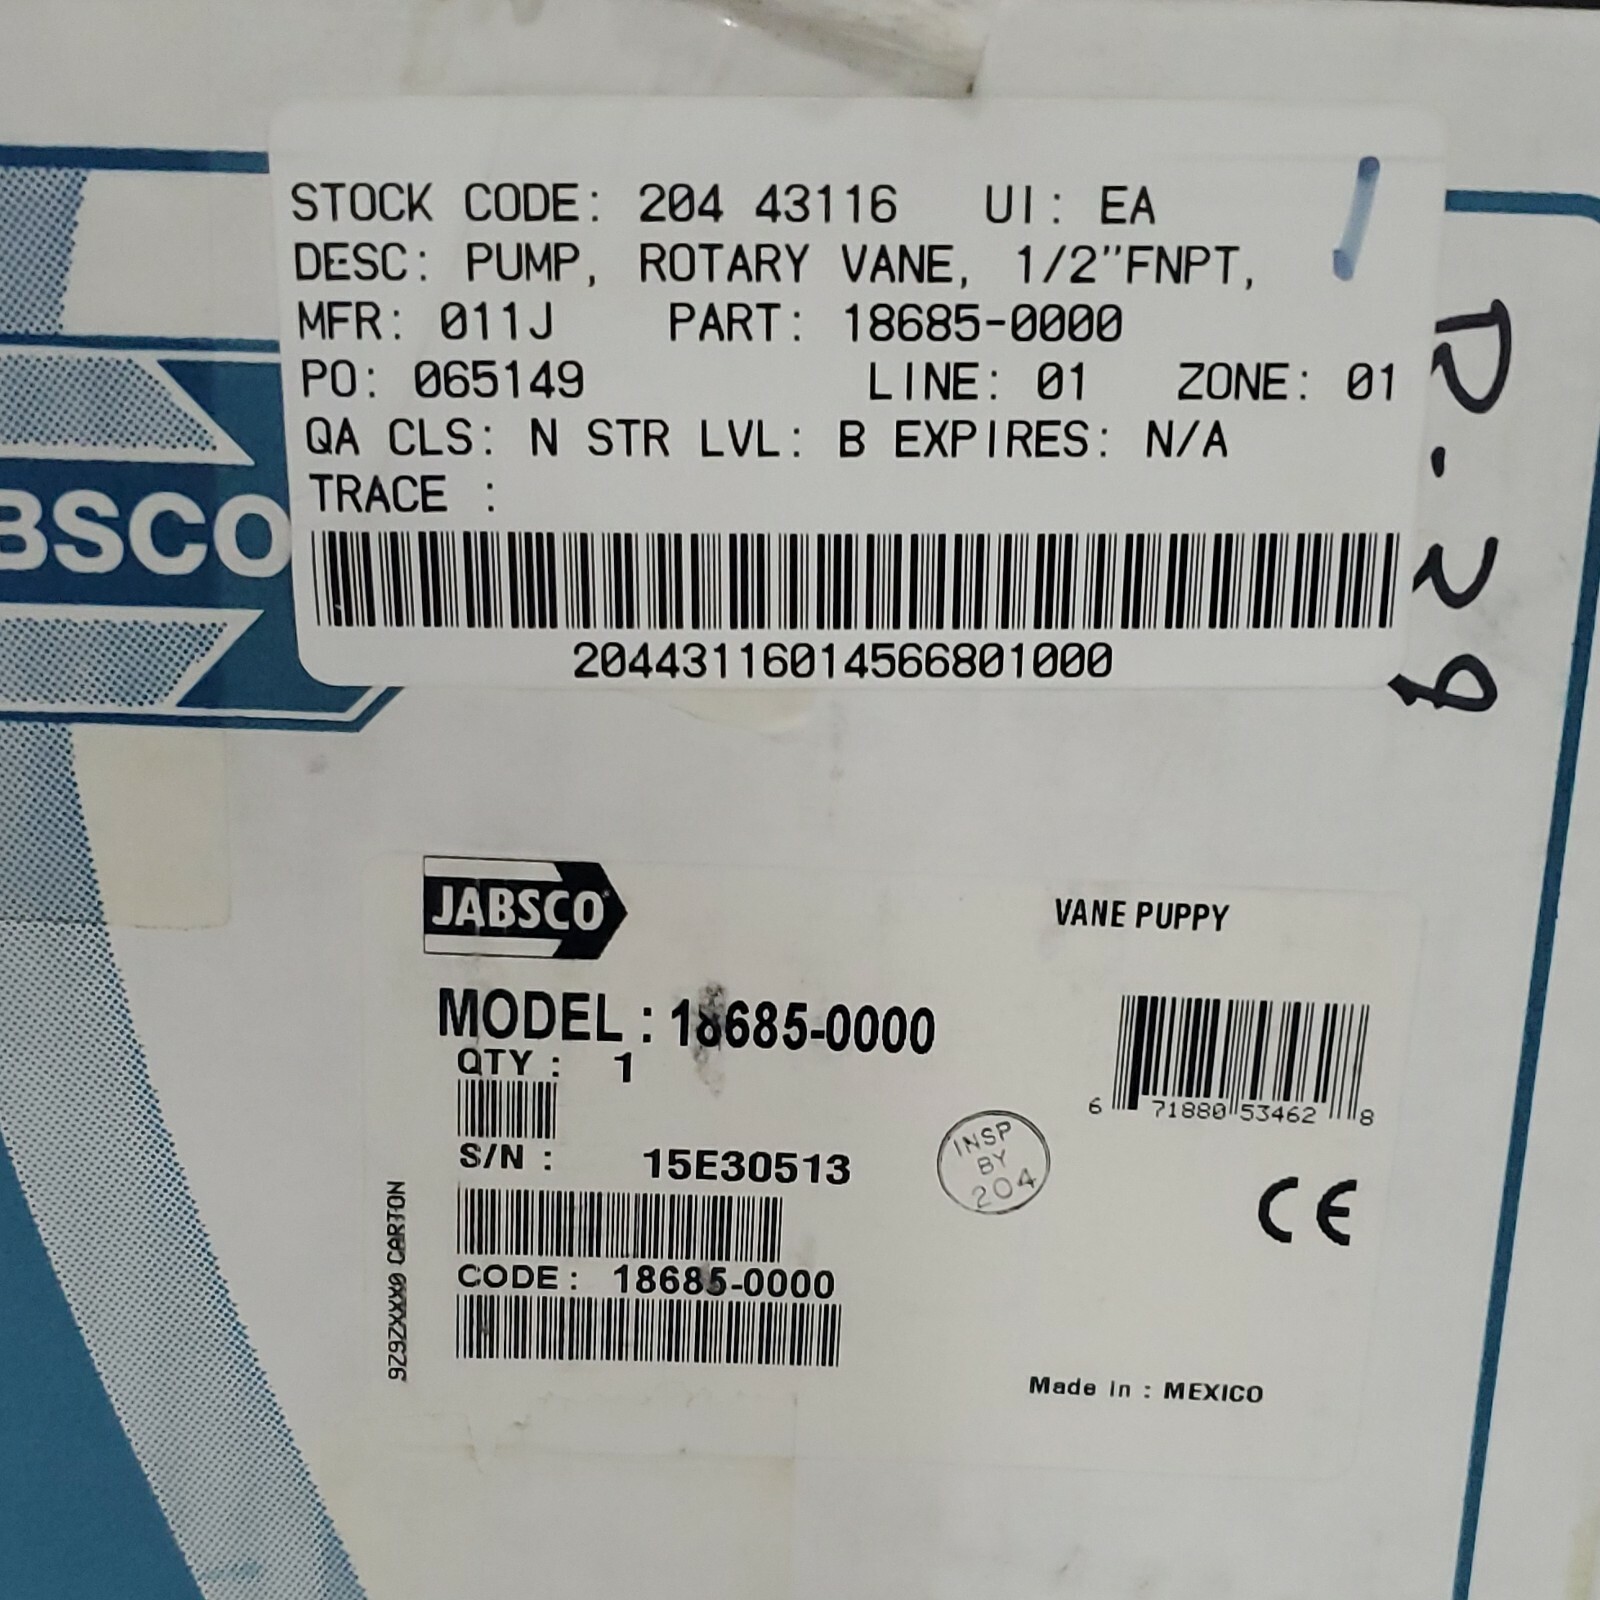 STOCK CODE: 204 43116 UI: EA
DESC: PUMP, ROTARY VANE, 1/2"FNPT,
MFR: 011J PART: 18685-0000
PO: 065149 LINE: 01 ZONE: 01
QA CLS: N STR LVL: B EXPIRES: N/A
TRACE :
20443116014566801000
BSCO
JABSCO
VANE PUPPY
MODEL : 18685-0000
QTY : 1
6 71880 53462 8
S/N : 15E30513
INSP
BY
204
CE
CODE : 18685-0000
9Z9ZXXX0 CARTON
Made in : MEXICO